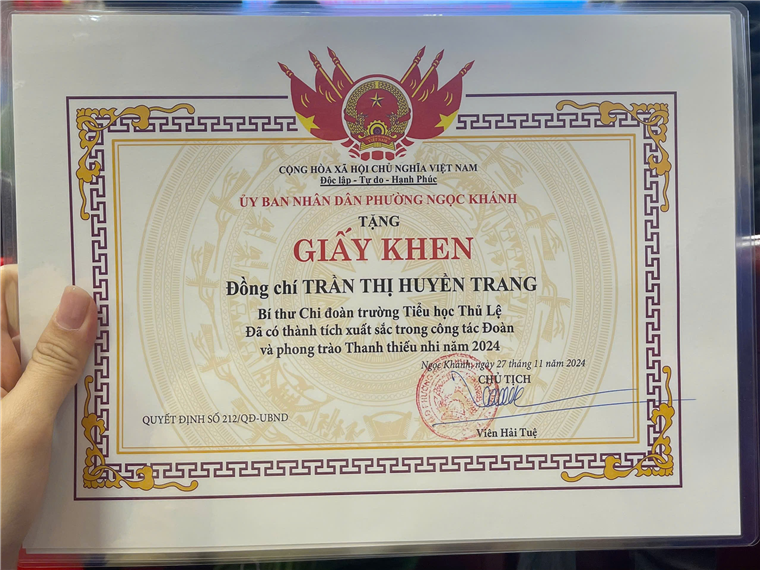 CỘNG HÒA XÃ HỘI CHỦ NGHĨA VIỆT NAM
Độc lập - Tự do - Hạnh Phúc
ỦY BAN NHÂN DÂN PHƯỜNG NGỌC KHÁNH
TẶNG
GIẤY KHEN
Đồng chí TRẦN THỊ HUYỀN TRANG
Bí thư Chi đoàn trường Tiểu học Thủ Lệ
Đã có thành tích xuất sắc trong công tác Đoàn
và phong trào Thanh thiếu nhi năm 2024
Ngọc Khánh, ngày 27 tháng 11 năm 2024
CHỦ TỊCH
QUYẾT ĐỊNH SỐ 212/QĐ-UBND
Viên Hải Tuệ